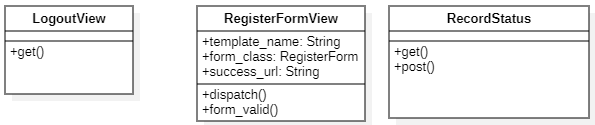 LogoutView
+get()
RegisterFormView
+template_name: String
+form_class: RegisterForm
+success_url: String
+dispatch()
+form_valid()
RecordStatus
+get()
+post()